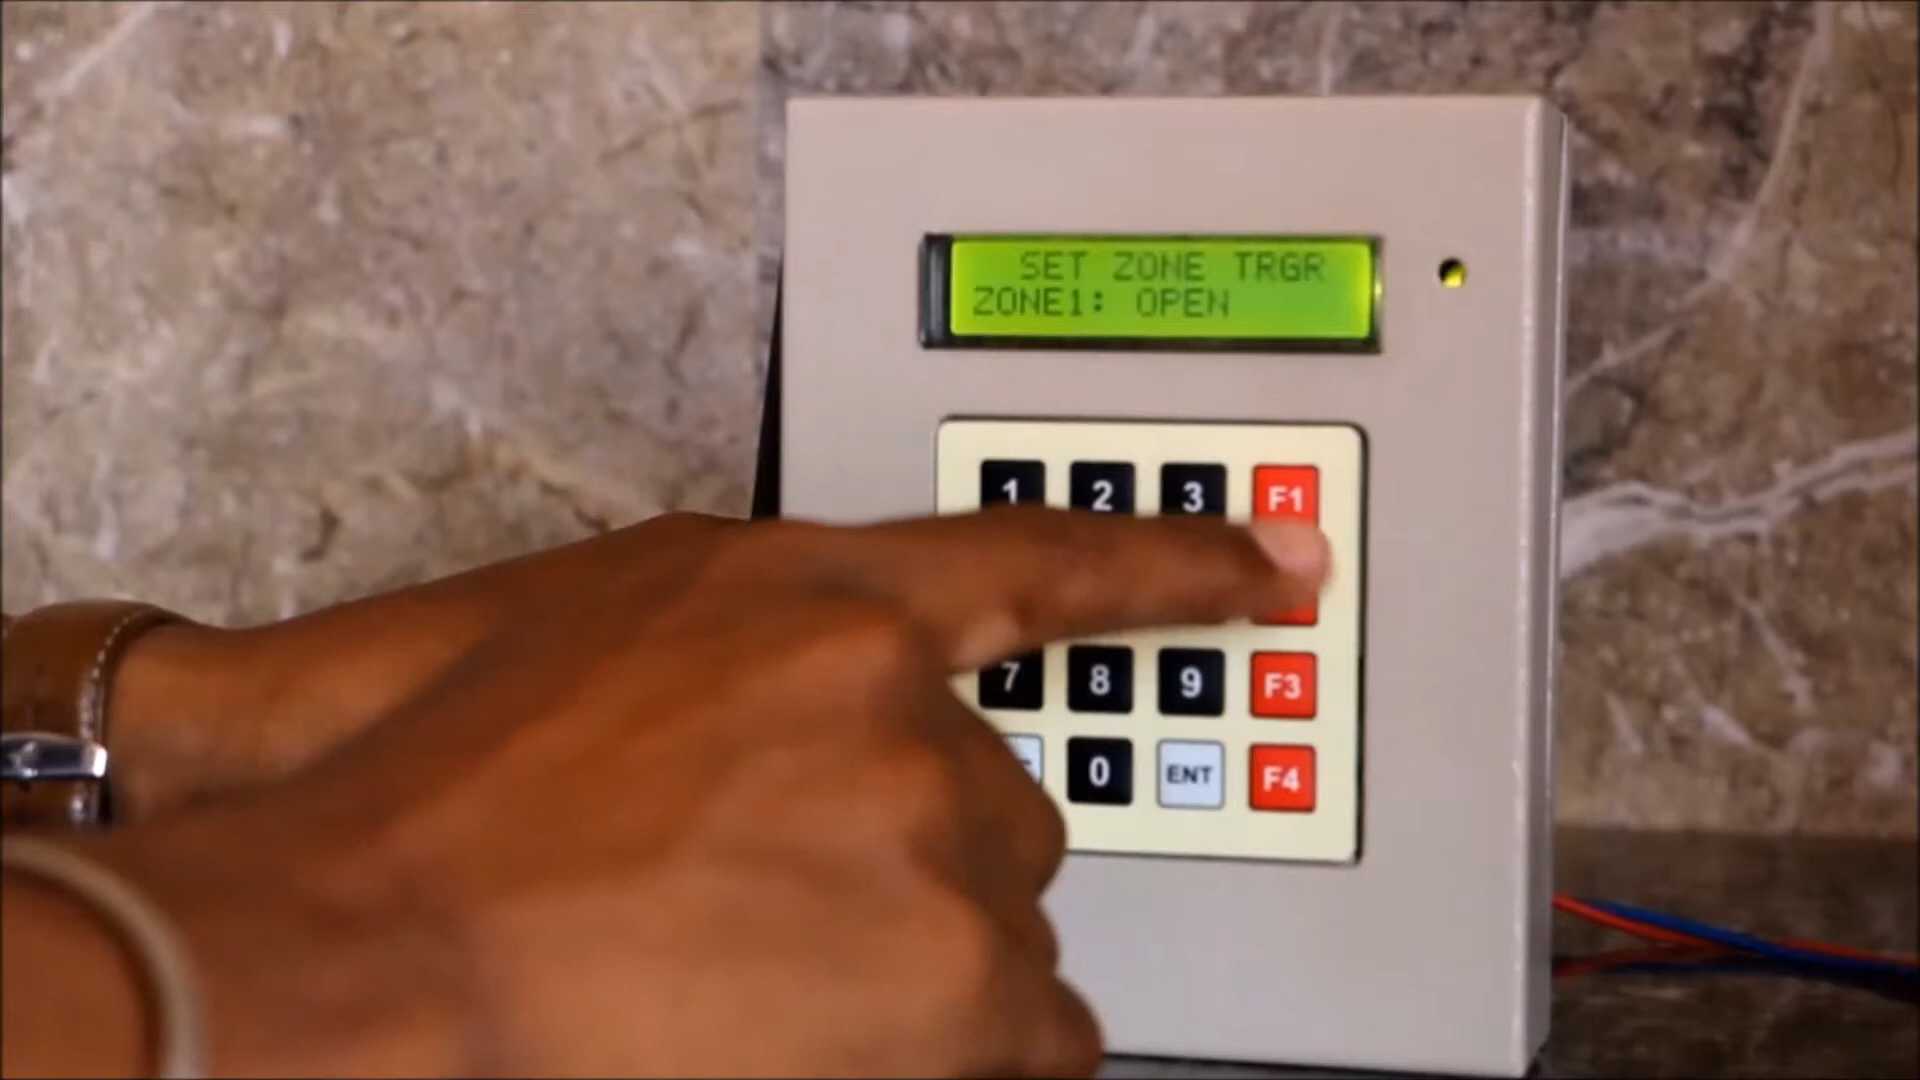 SET ZONE TRGR
ZONE1: OPEN
1 2 3 F1
7 8 9 F3
0 ENT F4